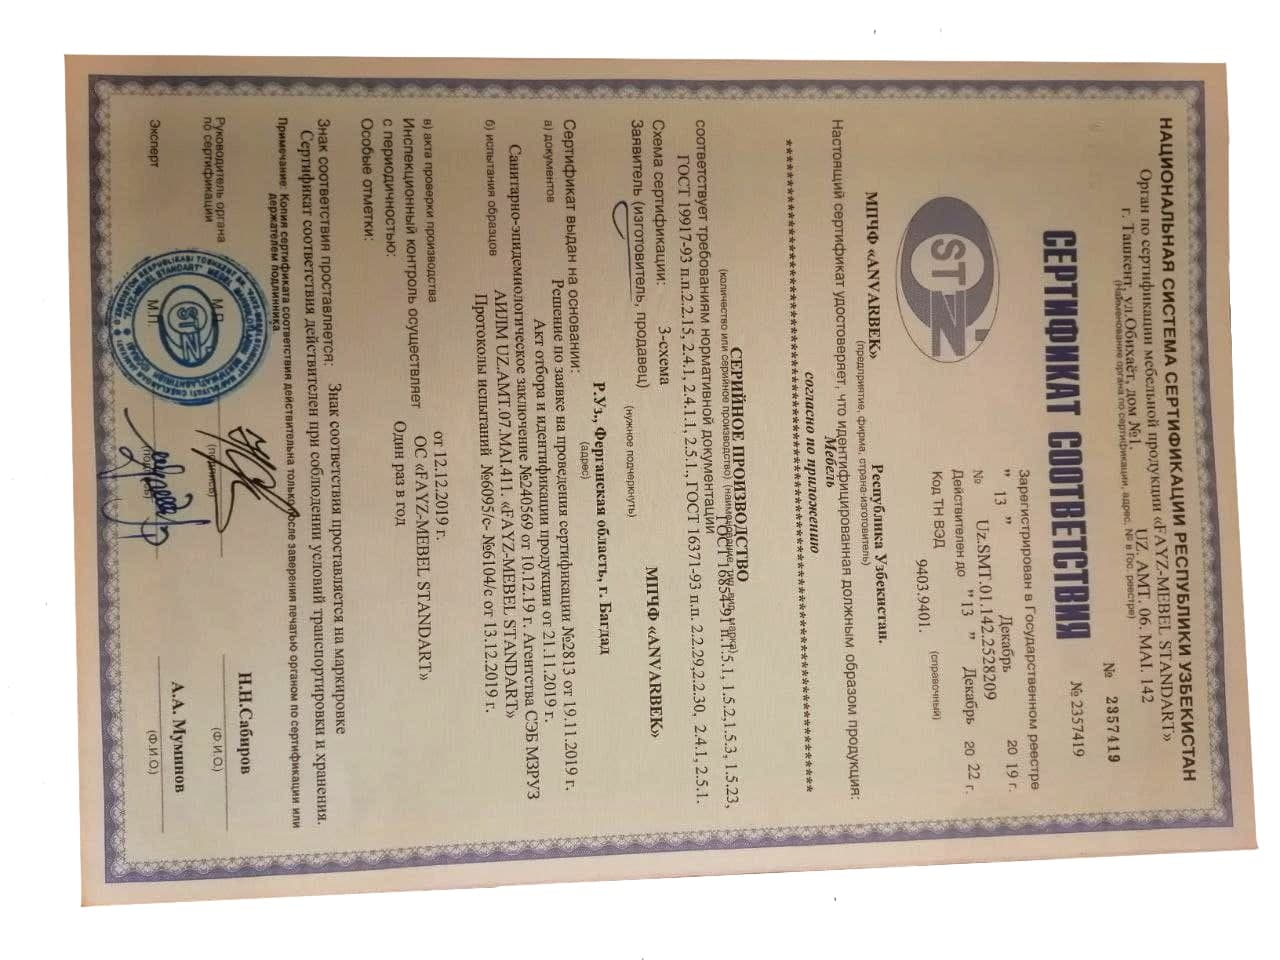 НАЦИОНАЛЬНАЯ СИСТЕМА СЕРТИФИКАЦИИ РЕСПУБЛИКИ УЗБЕКИСТАН
Орган по сертификации мебельной продукции «FAYZ-MEBEL STANDART»
г. Ташкент, ул.Обихаёт, дом №1. UZ. AMT. 06. MAI. 142
(Наименование органа по сертификации, адрес, № в Гос. реестре)
№ 2357419
СЕРТИФИКАТ СООТВЕТСТВИЯ №2357419
Зарегистрирован в Государственном реестре
" 13 " Декабрь 20 19 г.
№ Uz.SMT.01.142.2528209
Действителен до "13 " Декабрь 20 22 г.
Код ТН ВЭД (справочный)
9403.9401.
ST
МПЧФ «ANVARBEK» Республика Узбекистан.
(предприятие, фирма, страна-изготовитель)
Настоящий сертификат удостоверяет, что идентифицированная должным образом продукция:
Мебель
согласно по приложению
********************************************************************************
СЕРИЙНОЕ ПРОИЗВОДСТВО
(количество или серийное производство) (наименование, тип, вид, марка)
ГОСТ 16854-91 п.1.5.1, 1.5.2,1.5.3, 1.5.23,
соответствует требованиям нормативной документации
ГОСТ 19917-93 п.п.2.2.15, 2.4.1, 2.4.1.1, 2.5.1., ГОСТ 16371-93 п.п. 2.2.29,2.2.30, 2.4.1, 2.5.1.
Схема сертификации: 3-схема
Заявитель (изготовитель, продавец) МПЧФ «ANVARBEK»
(нужное подчеркнуть)
Р.Уз., Ферганская область, г. Багдад
(адрес)
Сертификат выдан на основании:
а) документов Решение по заявке на проведения сертификации №2813 от 19.11.2019 г.
Акт отбора и идентификации продукции от 21.11.2019 г.
Санитарно-эпидемиологическое заключение №240569 от 10.12.19 г. Агентства СЭБ МЗРУЗ
б) испытания образцов АИЛМ UZ.AMT.07.MAI.411. «FAYZ-MEBEL STANDART»
Протоколы испытаний №6095/с- №6104/с от 13.12.2019 г.
в) акта проверки производства от 12.12.2019 г.
Инспекционный контроль осуществляет ОС «FAYZ-MEBEL STANDART»
с периодичностью: Один раз в год
Особые отметки:
Знак соответствия проставляется: Знак соответствия проставляется на маркировке
Сертификат соответствия действителен при соблюдении условий транспортировки и хранения.
Примечание: Копия сертификата соответствия действительна только после заверения печатью органом по сертификации или
держателем подлинника.
Руководитель органа
по сертификации М.П. (подпись) Н.Н.Сабиров
(Ф.И.О.)
Эксперт М.П. (подпись) А.А. Муминов
(Ф.И.О.)
ST